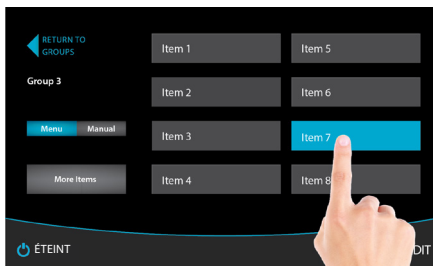 RETURN TO
GROUPS
Group 3
Menu Manual
More Items
Item 1
Item 5
Item 2
Item 6
Item 3
Item 7
Item 4
Item 8
ÉTEINT